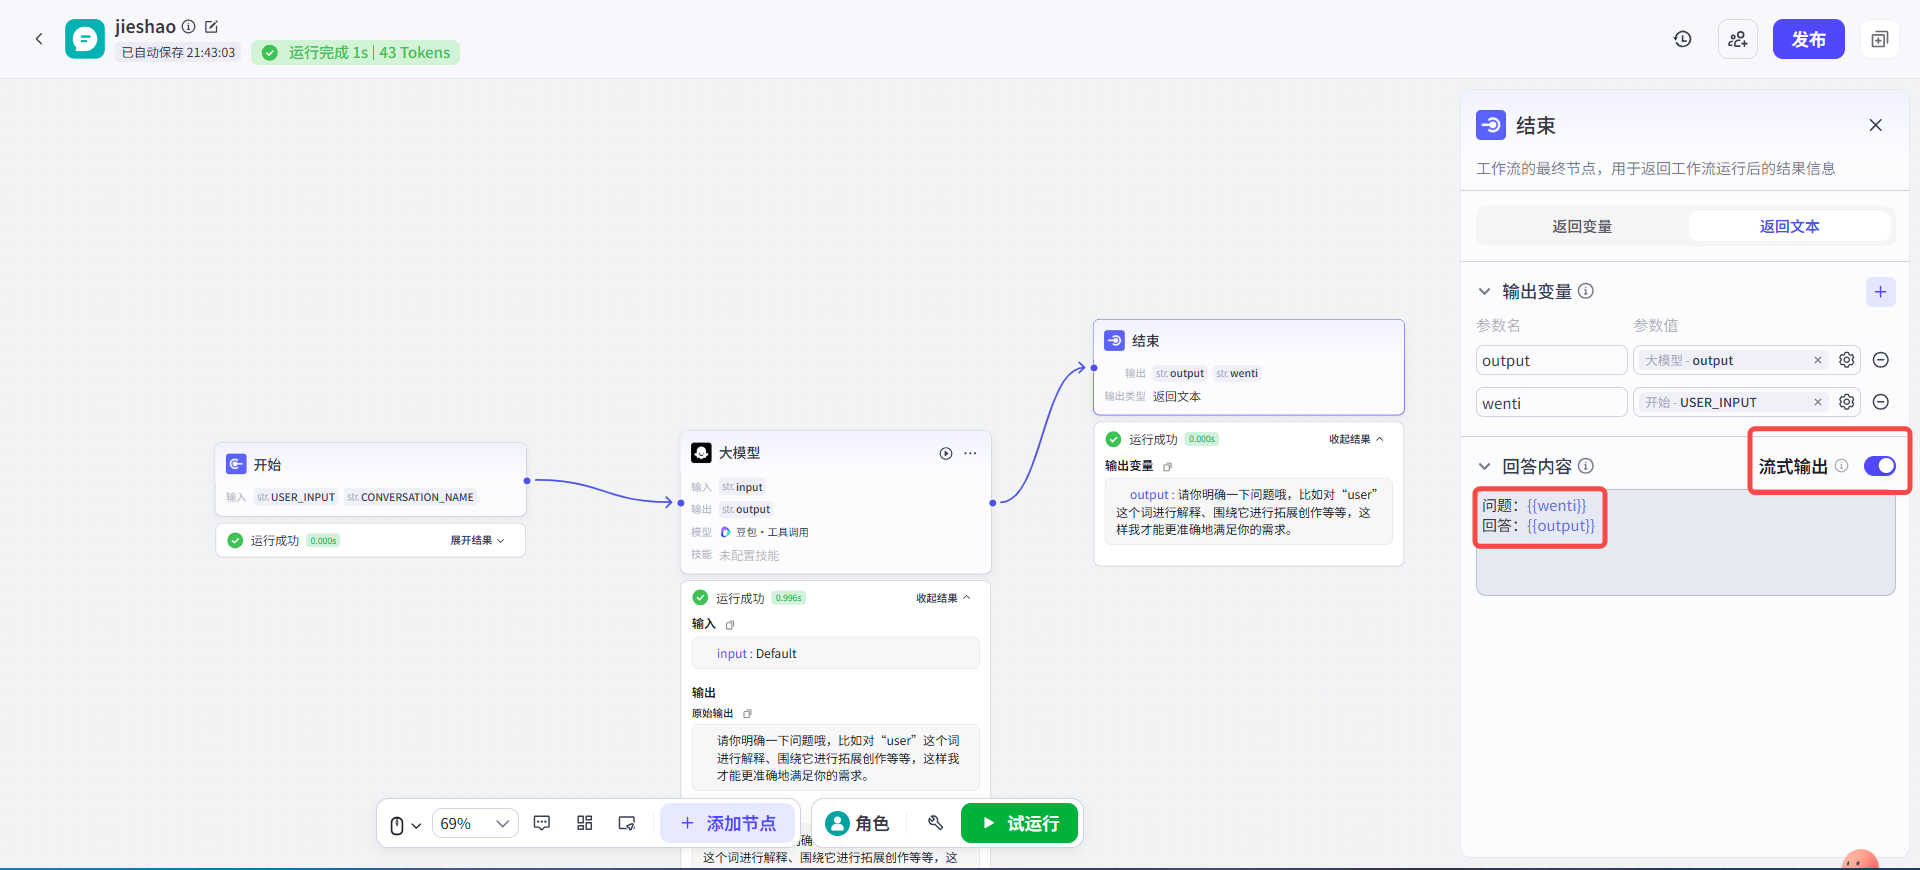 jieshao
已自动保存 21:43:03
运行完成 1s | 43 Tokens
发布
开始
输入 str. USER_INPUT str. CONVERSATION_NAME
运行成功 0.000s 展开结果
大模型
输入 str. input
输出 str. output
模型 豆包·工具调用
技能 未配置技能
运行成功 0.996s 收起结果
输入
input : Default
输出
原始输出
请你明确一下问题哦，比如对“user”这个词
进行解释、围绕它进行拓展创作等等，这样我
才能更准确地满足你的需求。
这个词进行解释、围绕它进行拓展创作等等，这
结束
输出 str. output str. wenti
输出类型 返回文本
运行成功 0.000s 收起结果
输出变量
output : 请你明确一下问题哦，比如对“user”
这个词进行解释、围绕它进行拓展创作等等，这
样我才能更准确地满足你的需求。
69%
添加节点
角色
试运行
结束
工作流的最终节点，用于返回工作流运行后的结果信息
返回变量 返回文本
输出变量
参数名 参数值
output 大模型 - output
wenti 开始 - USER_INPUT
回答内容 流式输出
问题：{{wenti}}
回答：{{output}}